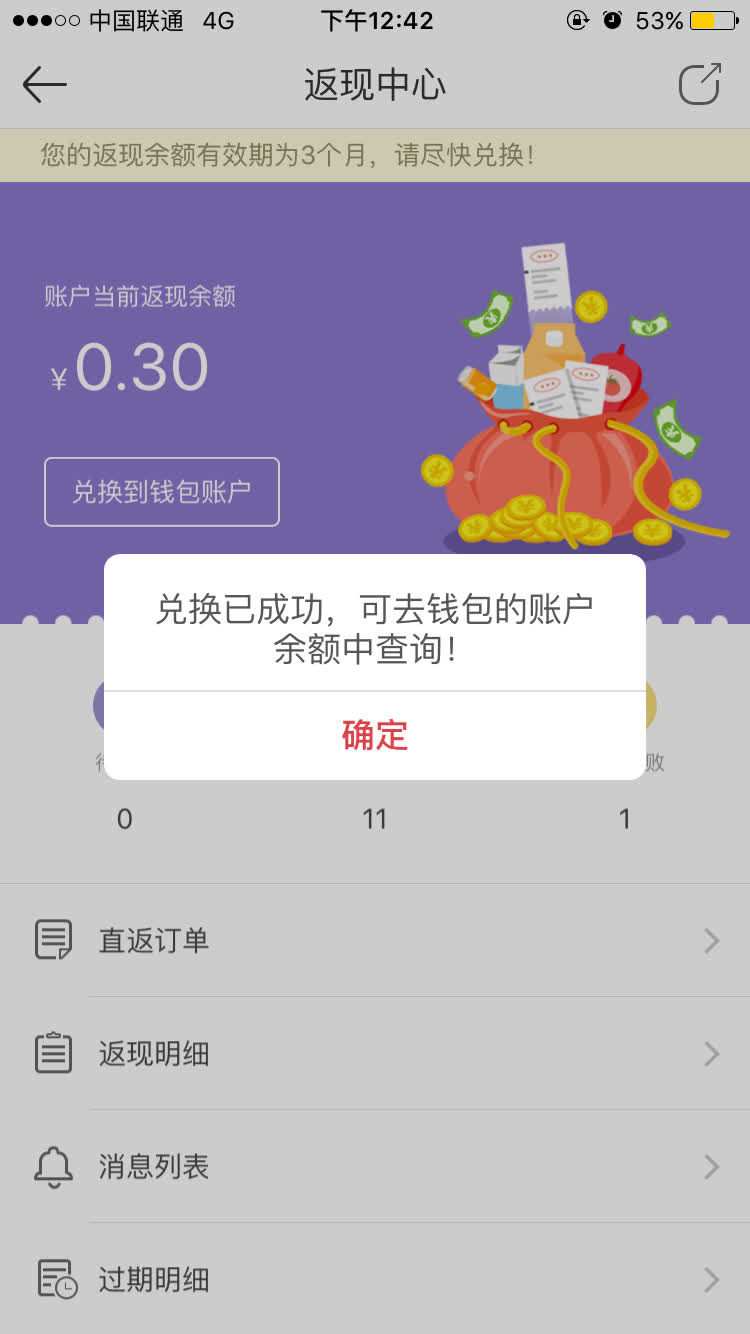 中国联通 4G 下午12:42 53%
返现中心
您的返现余额有效期为3个月，请尽快兑换！
账户当前返现余额
¥0.30
兑换到钱包账户
兑换已成功，可去钱包的账户
余额中查询！
确定
败
0 11 1
直返订单
返现明细
消息列表
过期明细